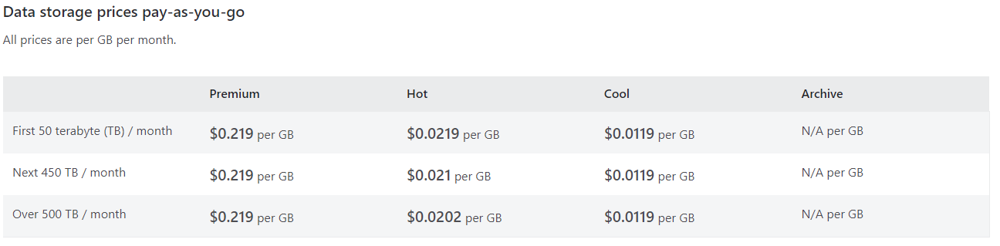 Data storage prices pay-as-you-go
All prices are per GB per month.
Premium Hot Cool Archive
First 50 terabyte (TB) / month $0.219 per GB $0.0219 per GB $0.0119 per GB N/A per GB
Next 450 TB / month $0.219 per GB $0.021 per GB $0.0119 per GB N/A per GB
Over 500 TB / month $0.219 per GB $0.0202 per GB $0.0119 per GB N/A per GB